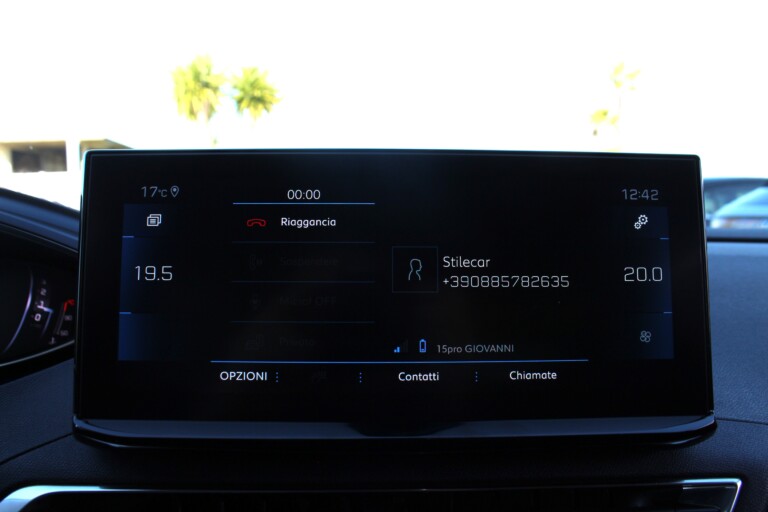 17°C
00:00
12:42
Riaggancia
19.5
Stilecar
+390885782635
20.0
15pro GIOVANNI
OPZIONI
Contatti
Chiamate